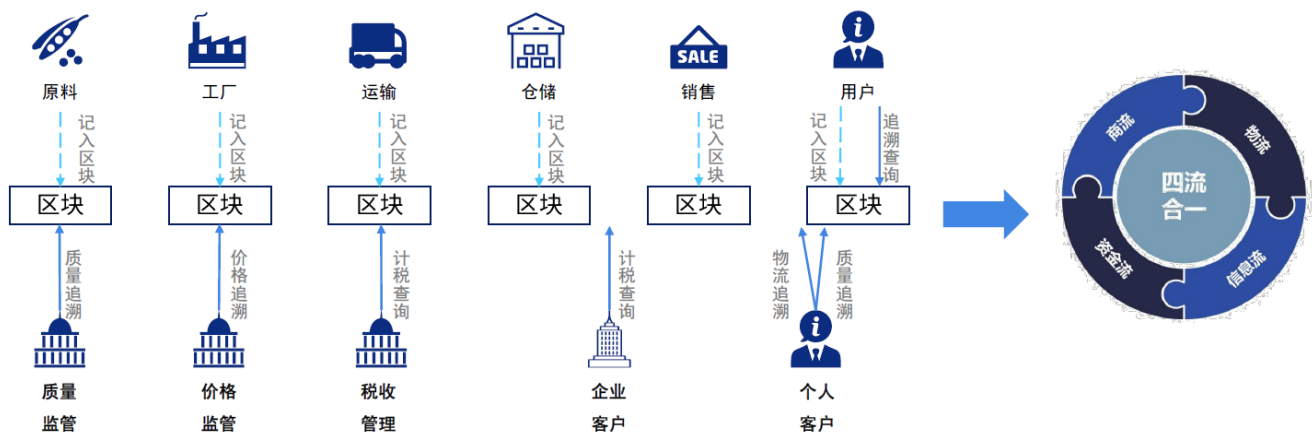 SALE
原料
工厂
运输
仓储
销售
用户
记入区块
记入区块
记入区块
记入区块
记入区块
记入区块
追溯查询
区块
区块
区块
区块
区块
区块
质量追溯
价格追溯
计税查询
计税查询
物流追溯
质量追溯
质量
监管
价格
监管
税收
管理
企业
客户
个人
客户
商流
物流
四流
合一
资金流
信息流